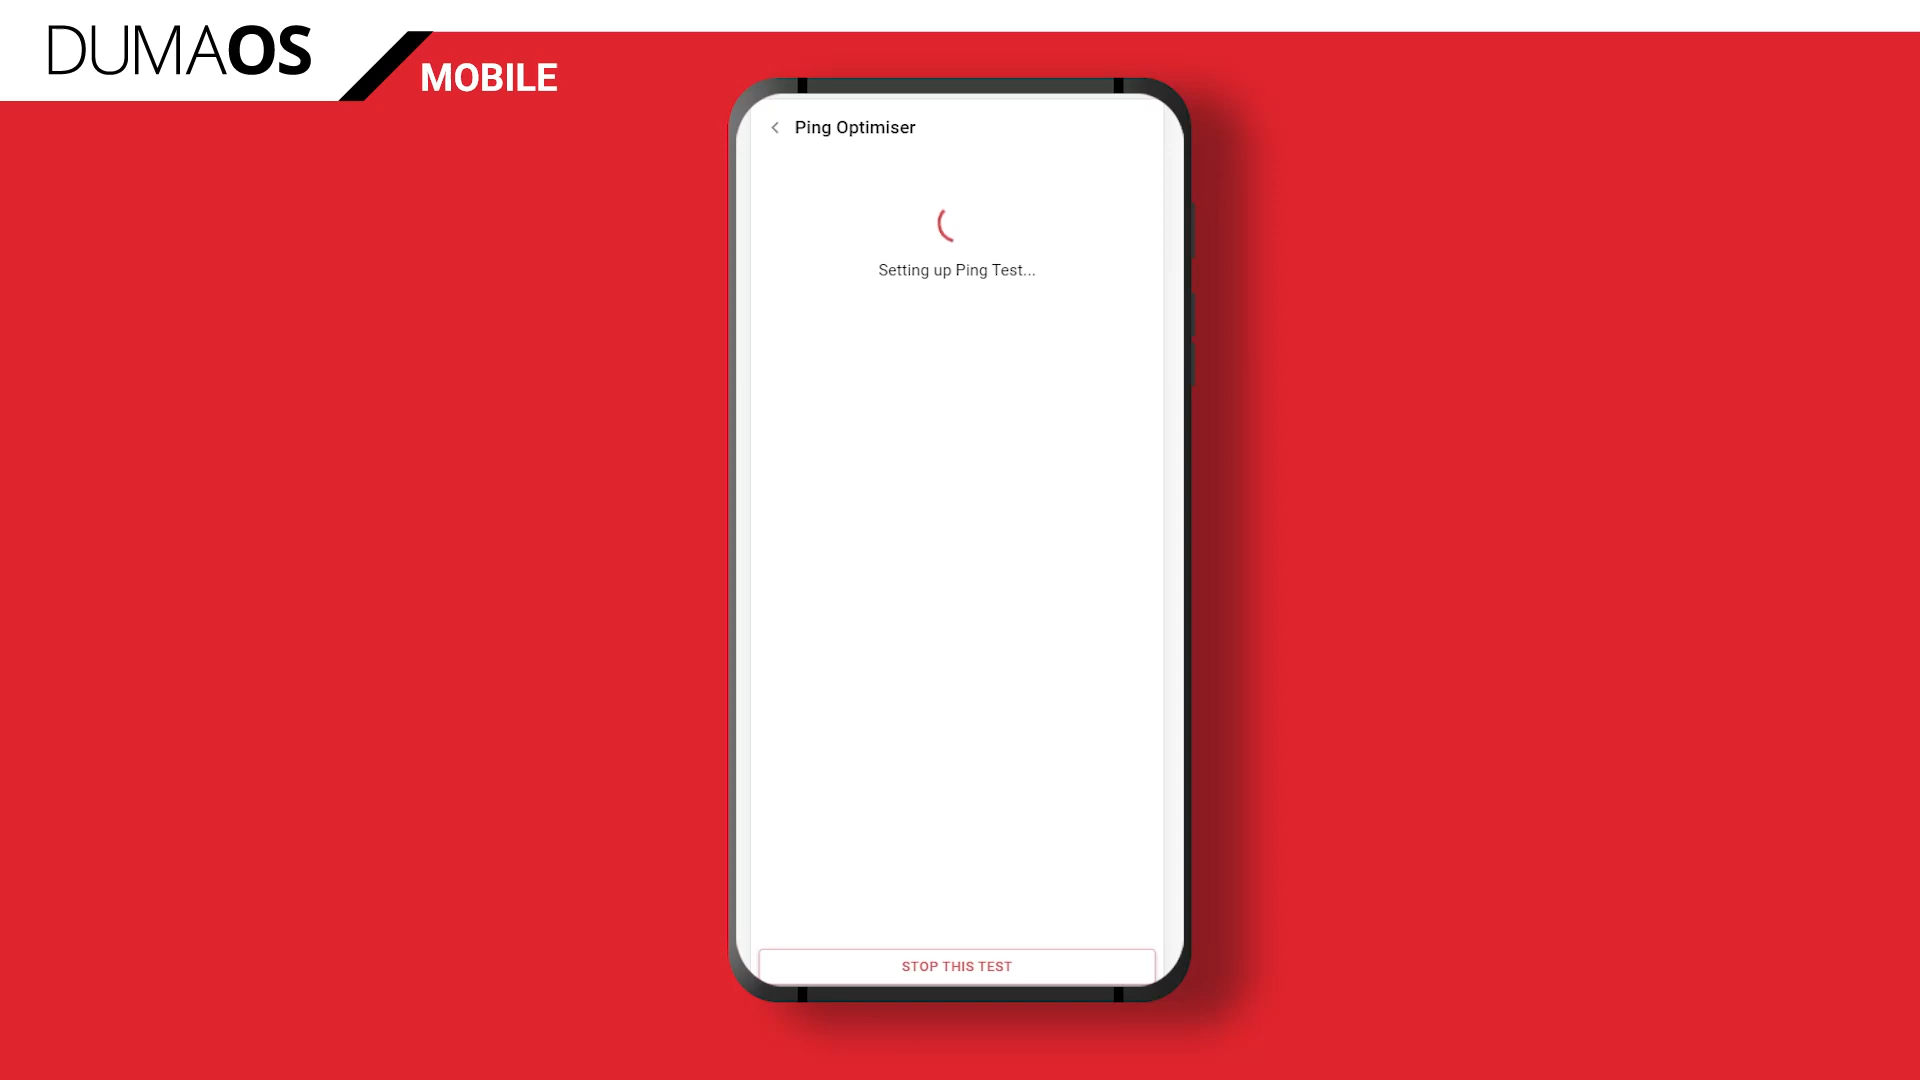 DUMAOS
MOBILE
Ping Optimiser
Setting up Ping Test...
STOP THIS TEST